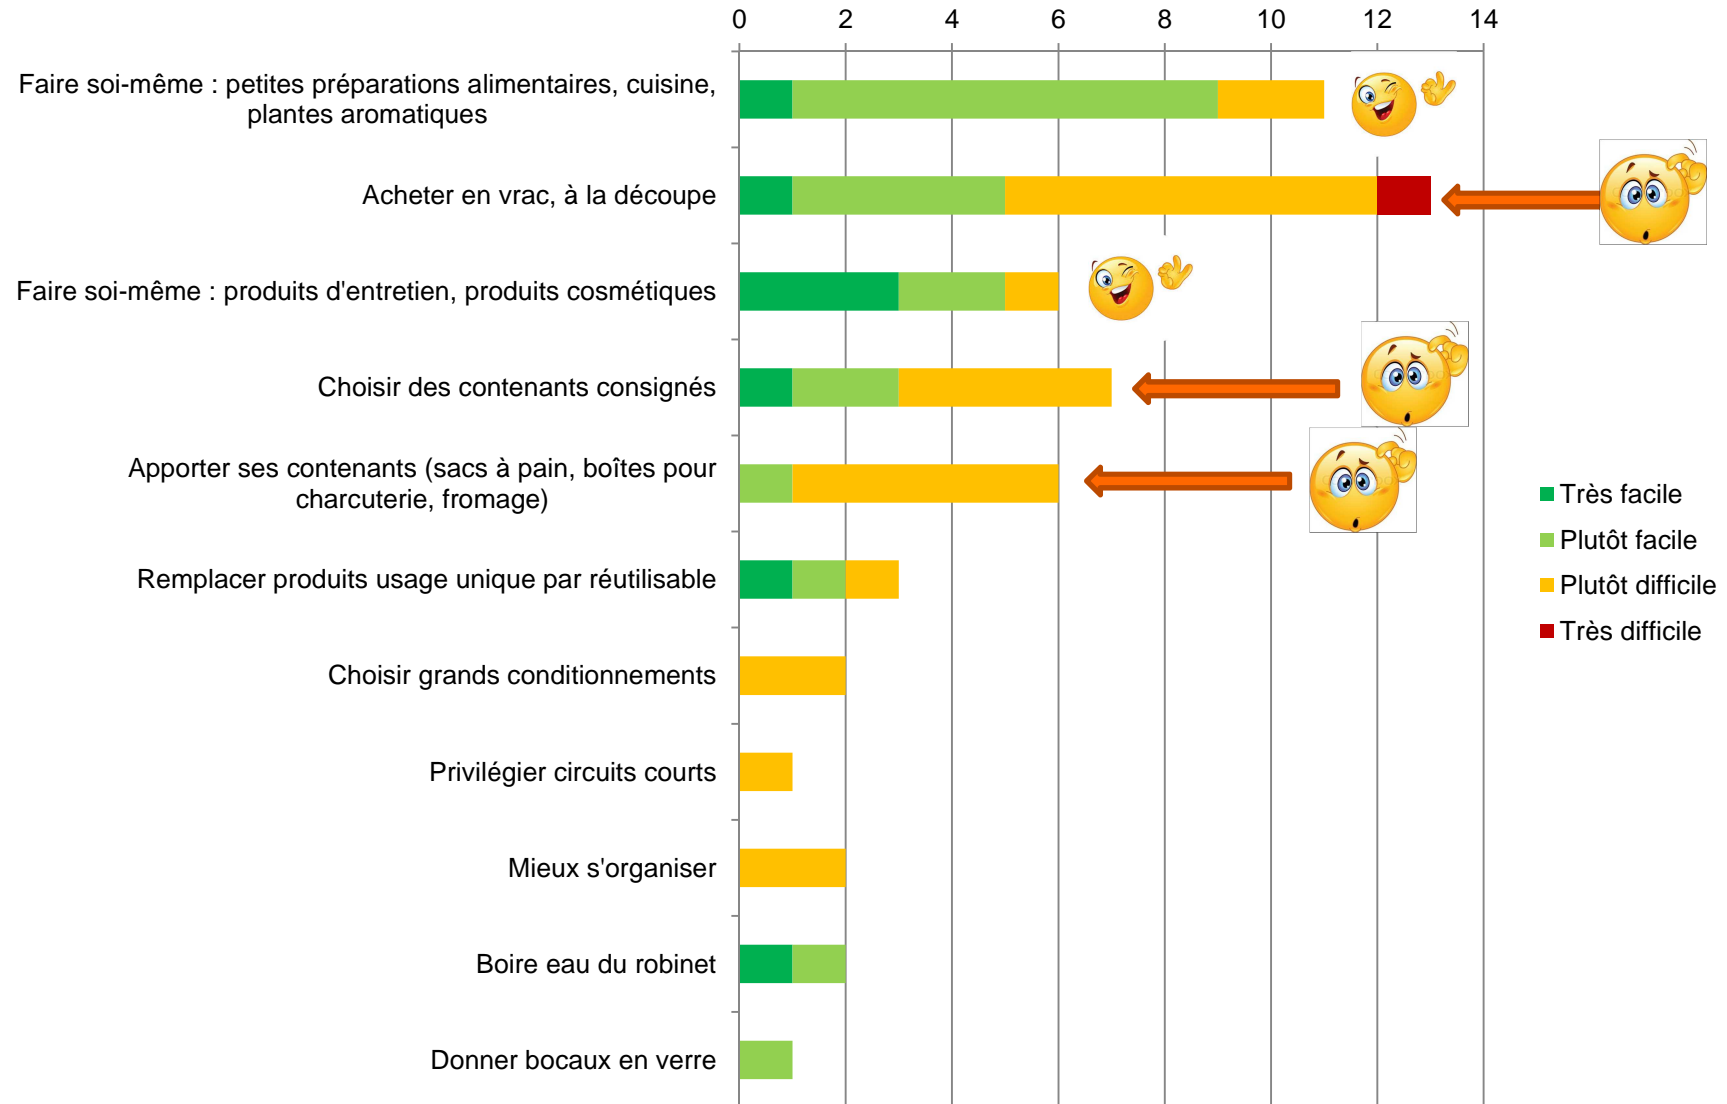 0 2 4 6 8 10 12 14
Faire soi-même : petites préparations alimentaires, cuisine,
plantes aromatiques
Acheter en vrac, à la découpe
Faire soi-même : produits d'entretien, produits cosmétiques
Choisir des contenants consignés
Apporter ses contenants (sacs à pain, boîtes pour
charcuterie, fromage)
Remplacer produits usage unique par réutilisable
Choisir grands conditionnements
Privilégier circuits courts
Mieux s'organiser
Boire eau du robinet
Donner bocaux en verre
Très facile
Plutôt facile
Plutôt difficile
Très difficile